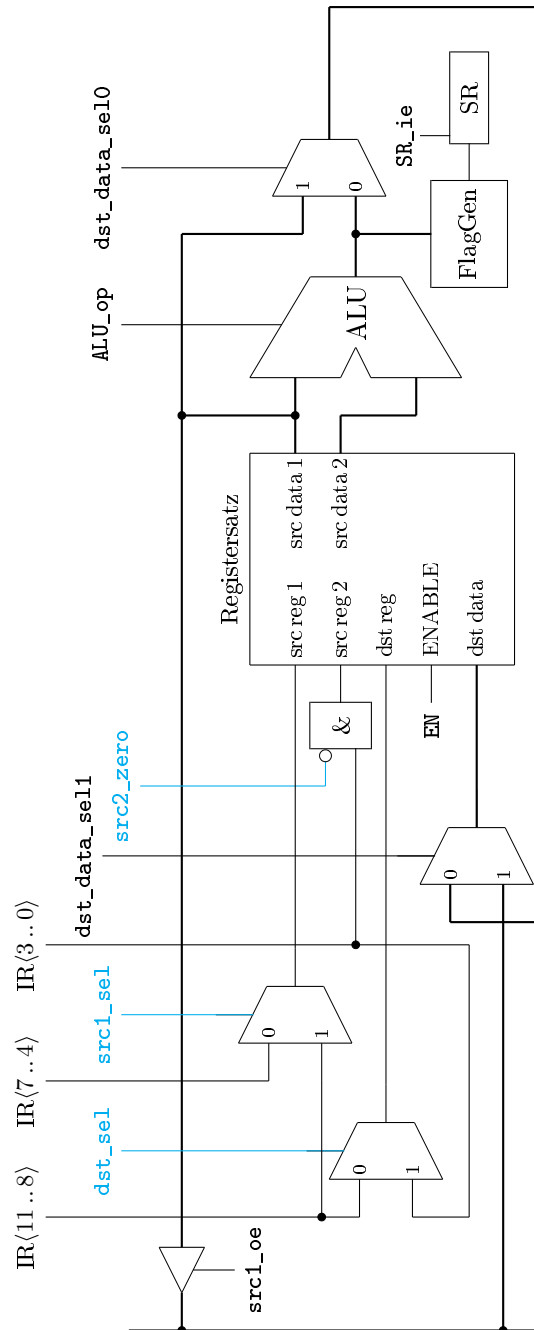 IR⟨11 .. 8⟩
IR⟨7 .. 4⟩
IR⟨3 .. 0⟩
dst_sel
src1_sel
dst_data_sel1
src2_zero
ALU_op
dst_data_sel0
src1_oe
0
1
0
1
0
1
&
EN
Registersatz
src reg 1
src reg 2
dst reg
ENABLE
dst data
src data 1
src data 2
ALU
1
0
FlagGen
SR_ie
SR